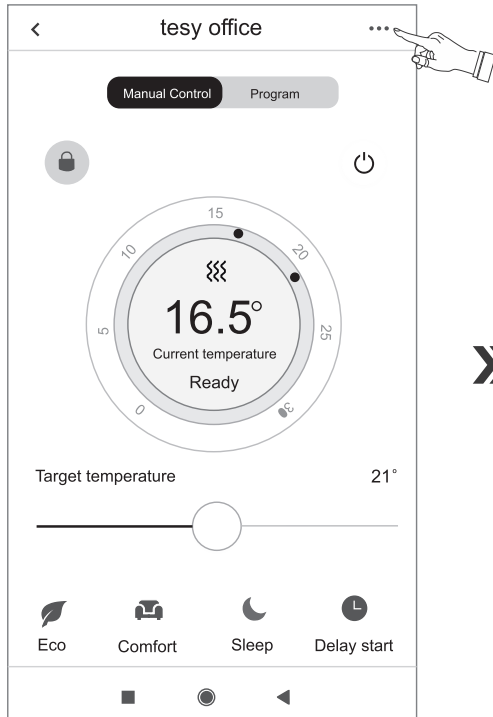 tesy office
Manual Control Program
15
10 20
5 25
0
16.5°
Current temperature
Ready
Target temperature 21°
Eco Comfort Sleep Delay start